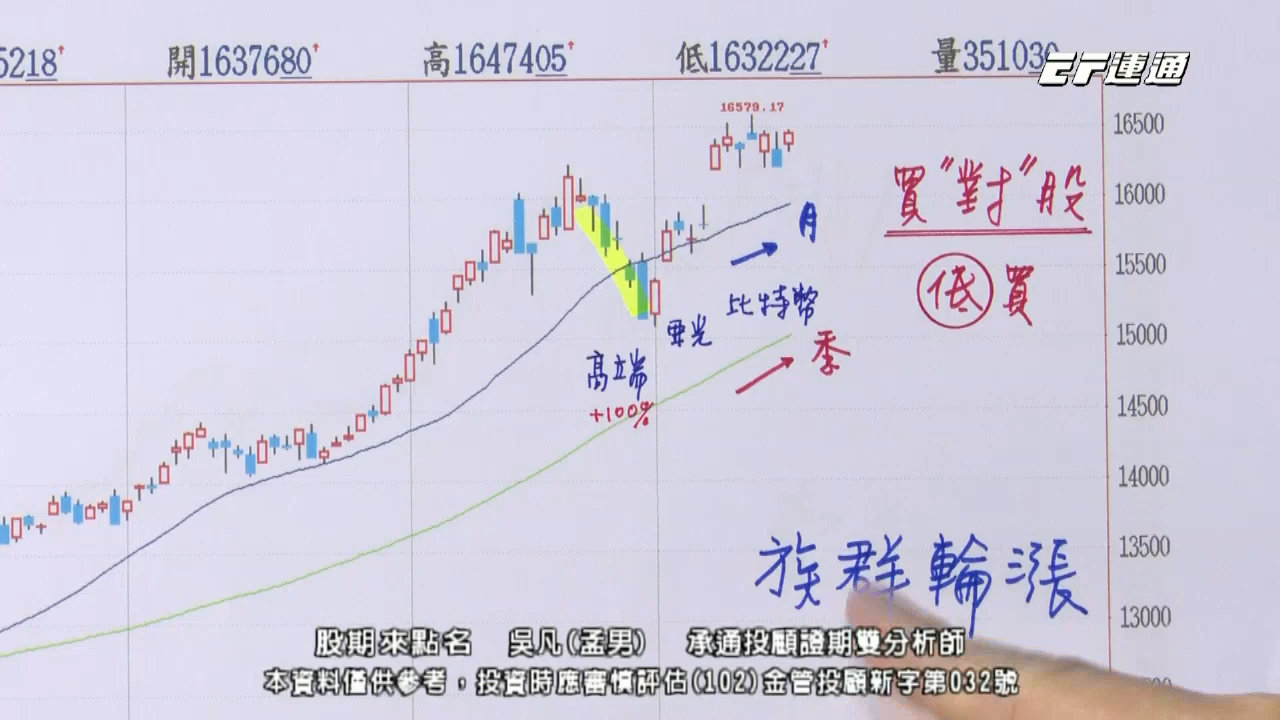 5218↑ 開1637680↑ 高1647405↑ 低1632227↑ 量351030
EF運通
16579.17
16500
買"對"股
16000
月
15500
低買
比特幣
亞光
15000
季
高立端
+100%
14500
14000
族群輪漲
13500
13000
股期來點名 吳凡(孟男) 承通投顧證期雙分析師
本資料僅供參考，投資時應審慎評估(102)金管投顧新字第032號